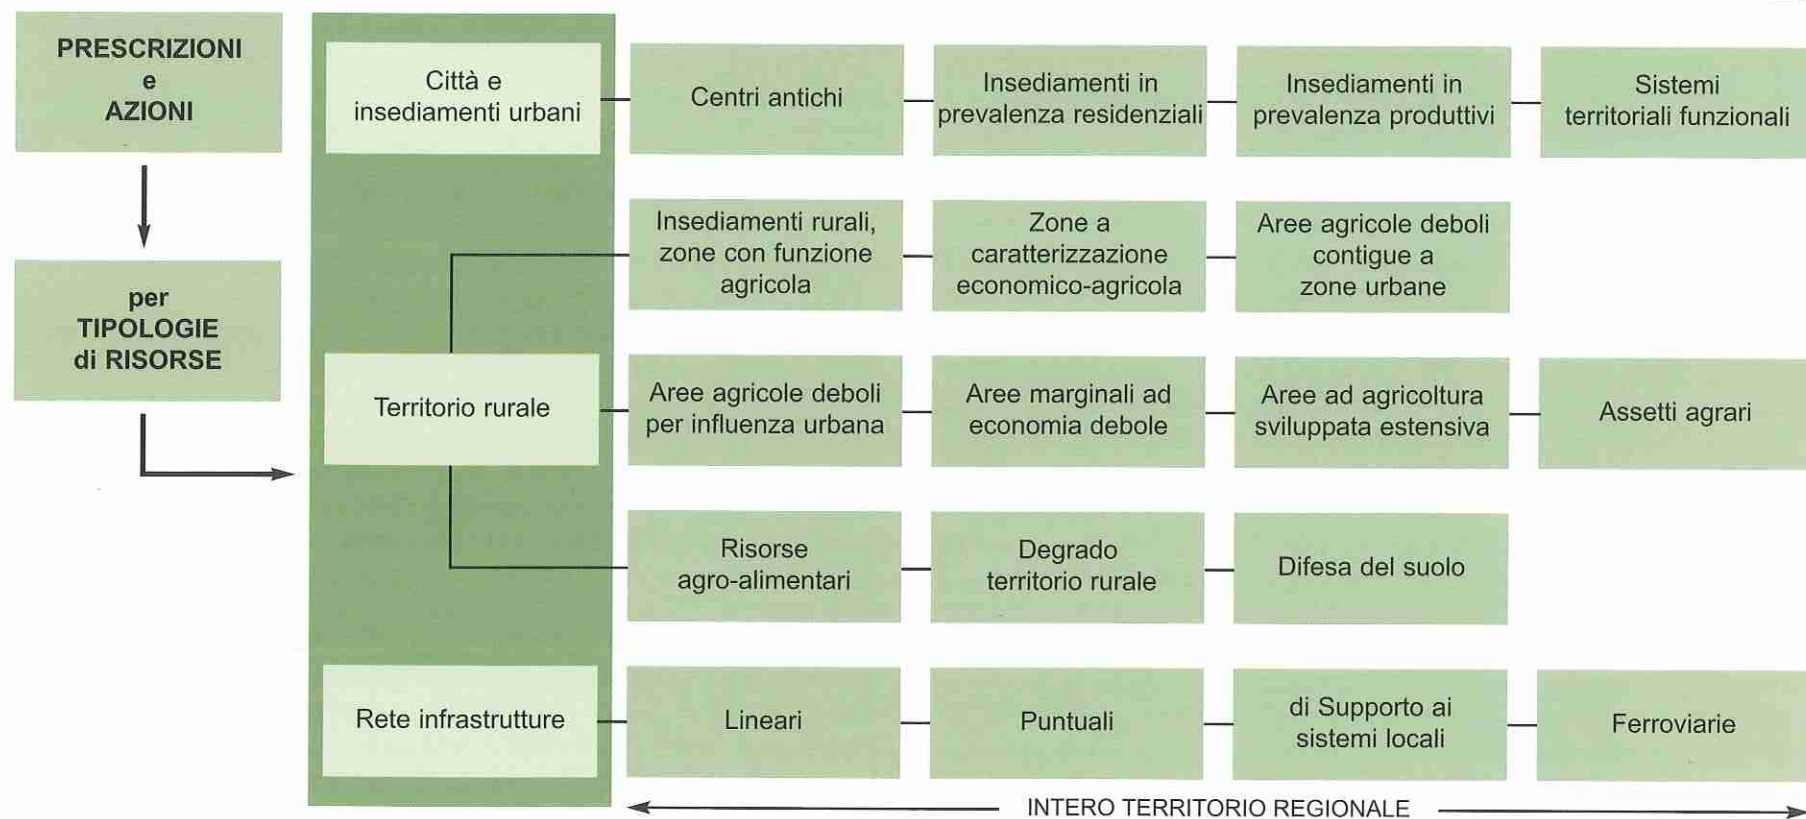 PRESCRIZIONI
e
AZIONI
per
TIPOLOGIE
di RISORSE
Città e
insediamenti urbani
Centri antichi
Insediamenti in
prevalenza residenziali
Insediamenti in
prevalenza produttivi
Sistemi
territoriali funzionali
Insediamenti rurali,
zone con funzione
agricola
Zone a
caratterizzazione
economico-agricola
Aree agricole deboli
contigue a
zone urbane
Territorio rurale
Aree agricole deboli
per influenza urbana
Aree marginali ad
economia debole
Aree ad agricoltura
sviluppata estensiva
Assetti agrari
Risorse
agro-alimentari
Degrado
territorio rurale
Difesa del suolo
Rete infrastrutture
Lineari
Puntuali
di Supporto ai
sistemi locali
Ferroviarie
INTERO TERRITORIO REGIONALE